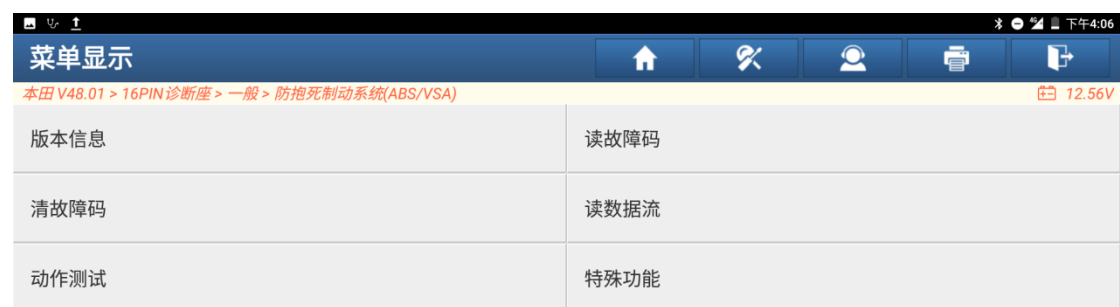 下午4:06
菜单显示
本田 V48.01 > 16PIN诊断座 > 一般 > 防抱死制动系统(ABS/VSA) 12.56V
版本信息 读故障码
清故障码 读数据流
动作测试 特殊功能